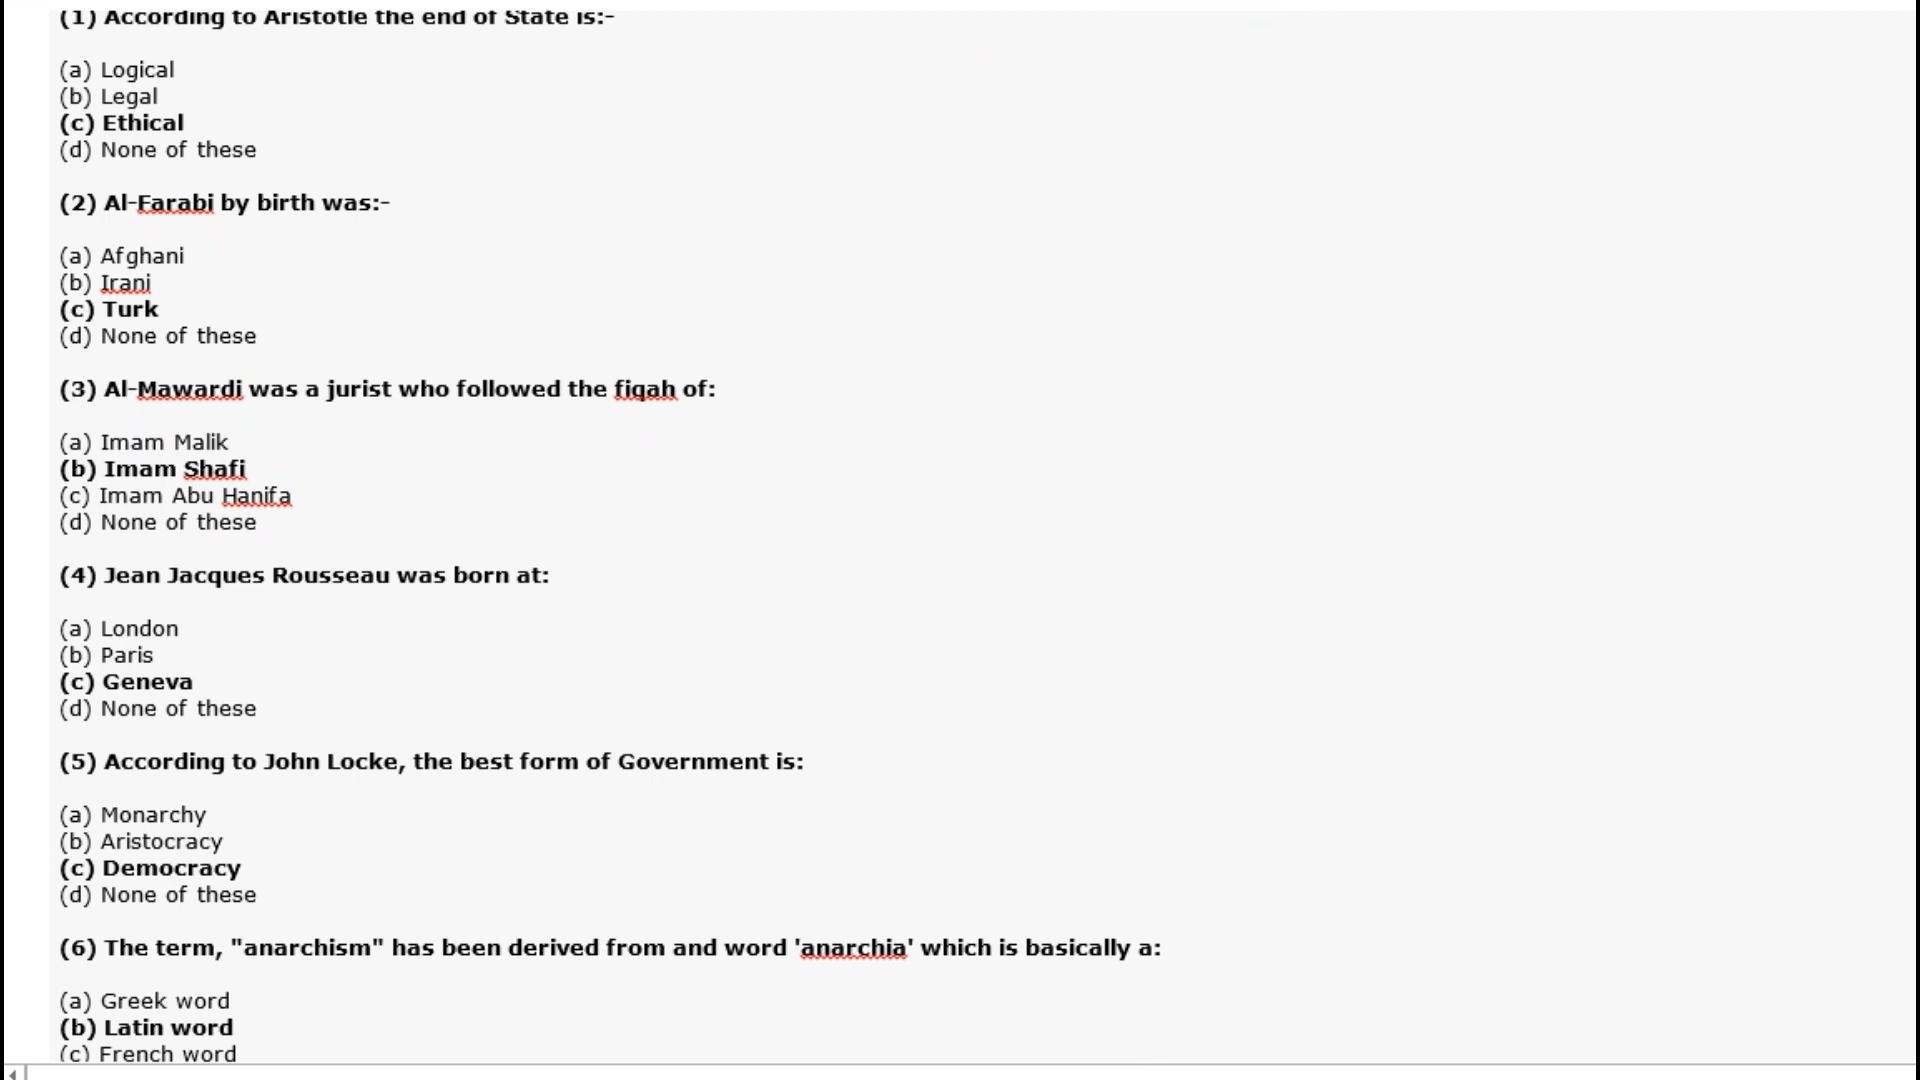 (1) According to Aristotle the end of State is:-
(a) Logical
(b) Legal
(c) Ethical
(d) None of these
(2) Al-Farabi by birth was:-
(a) Afghani
(b) Irani
(c) Turk
(d) None of these
(3) Al-Mawardi was a jurist who followed the fiqah of:
(a) Imam Malik
(b) Imam Shafi
(c) Imam Abu Hanifa
(d) None of these
(4) Jean Jacques Rousseau was born at:
(a) London
(b) Paris
(c) Geneva
(d) None of these
(5) According to John Locke, the best form of Government is:
(a) Monarchy
(b) Aristocracy
(c) Democracy
(d) None of these
(6) The term, "anarchism" has been derived from and word 'anarchia' which is basically a:
(a) Greek word
(b) Latin word
(c) French word